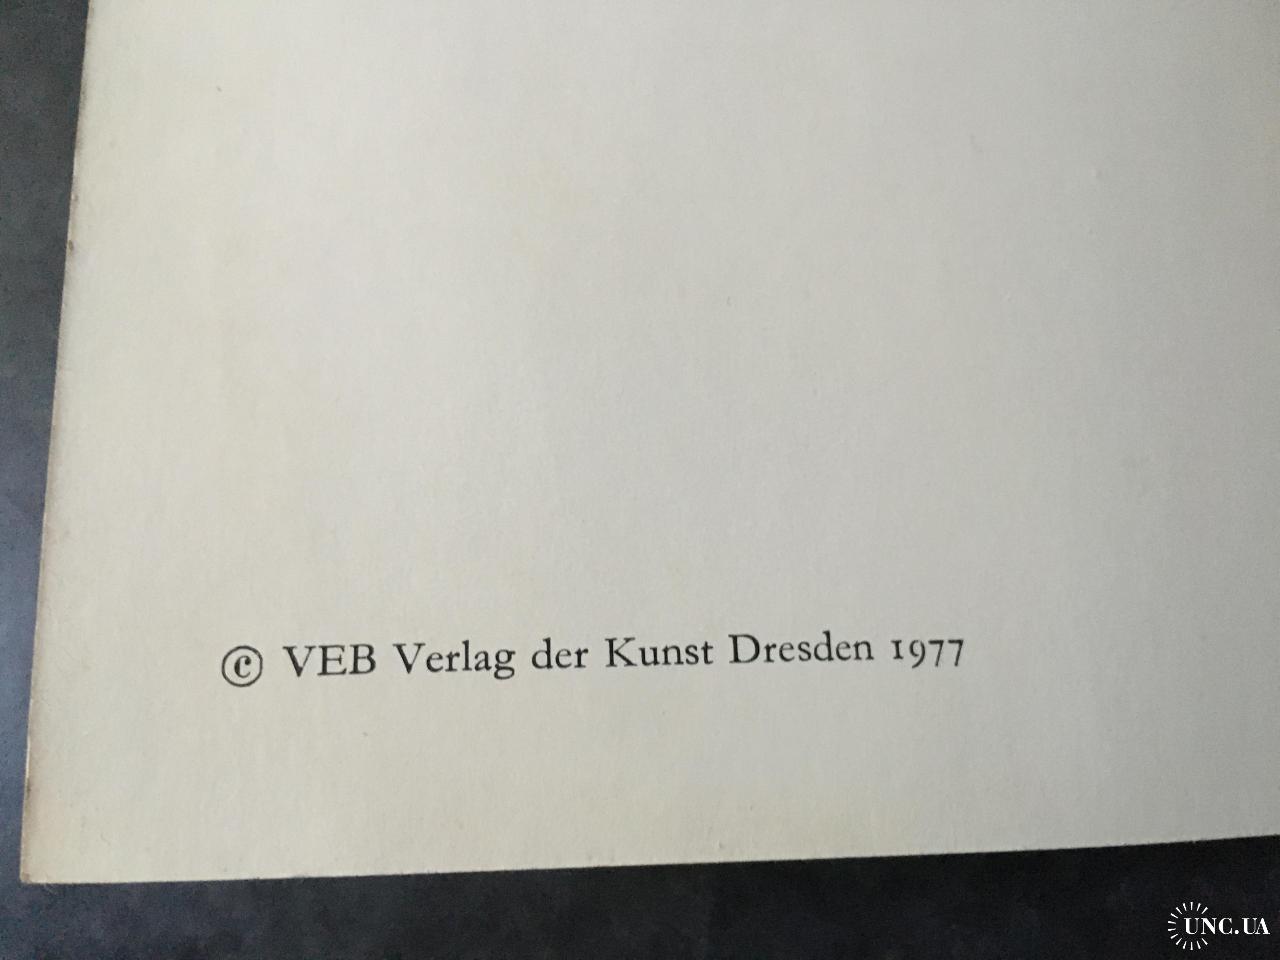 © VEB Verlag der Kunst Dresden 1977
UNC.UA